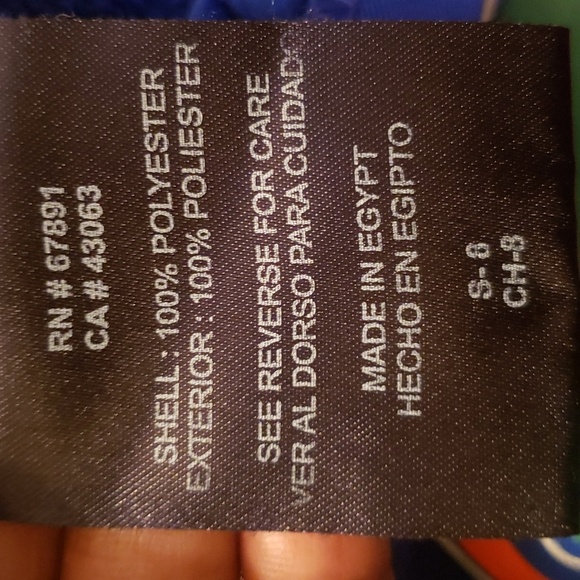 RN # 67891
CA # 43063
SHELL : 100% POLYESTER
EXTERIOR : 100% POLIESTER
SEE REVERSE FOR CARE
VER AL DORSO PARA CUIDADO
MADE IN EGYPT
HECHO EN EGIPTO
S- 8
CH-8